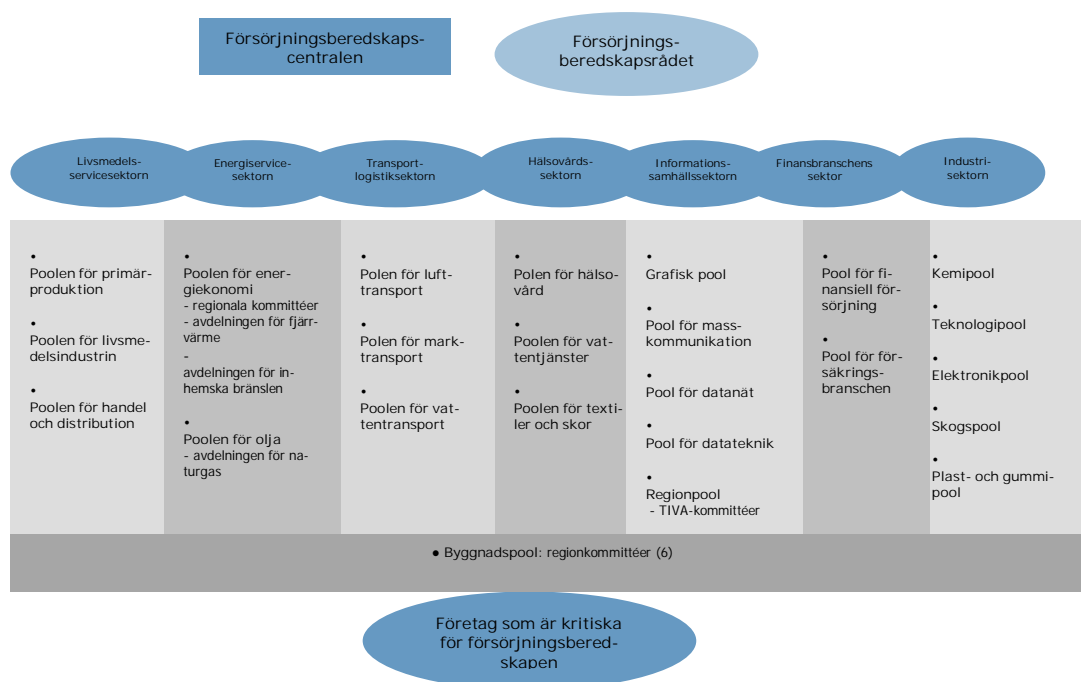 Försörjningsberedskaps-
centralen
Försörjnings-
beredskapsrådet
Livsmedels-
servicesektorn
Energiservice-
sektorn
Transport-
logistiksektorn
Hälsovårds-
sektorn
Informations-
samhällssektorn
Finansbranschens
sektor
Industri-
sektorn
•
Poolen för primär-
produktion
•
Poolen för livsme-
delsindustrin
•
Poolen för handel
och distribution
•
Poolen för ener-
giekonomi
- regionala kommittéer
- avdelningen för fjärr-
värme
-
avdelningen för in-
hemska bränslen
•
Poolen för olja
- avdelningen för na-
turgas
•
Polen för luft-
transport
•
Polen för mark-
transport
•
Poolen för vat-
tentransport
•
Polen för hälso-
vård
•
Poolen för vat-
tentjänster
•
Poolen för texti-
ler och skor
•
Grafisk pool
•
Pool för mass-
kommunikation
•
Pool för datanät
•
Pool för datateknik
•
Regionpool
- TIVA-kommittéer
•
Pool för fi-
nansiell för-
sörjning
•
Pool för för-
säkrings-
branschen
•
Kemipool
•
Teknologipool
•
Elektronikpool
•
Skogspool
•
Plast- och gummi-
pool
● Byggnadspool: regionkommittéer (6)
Företag som är kritiska
för försörjningsbered-
skapen